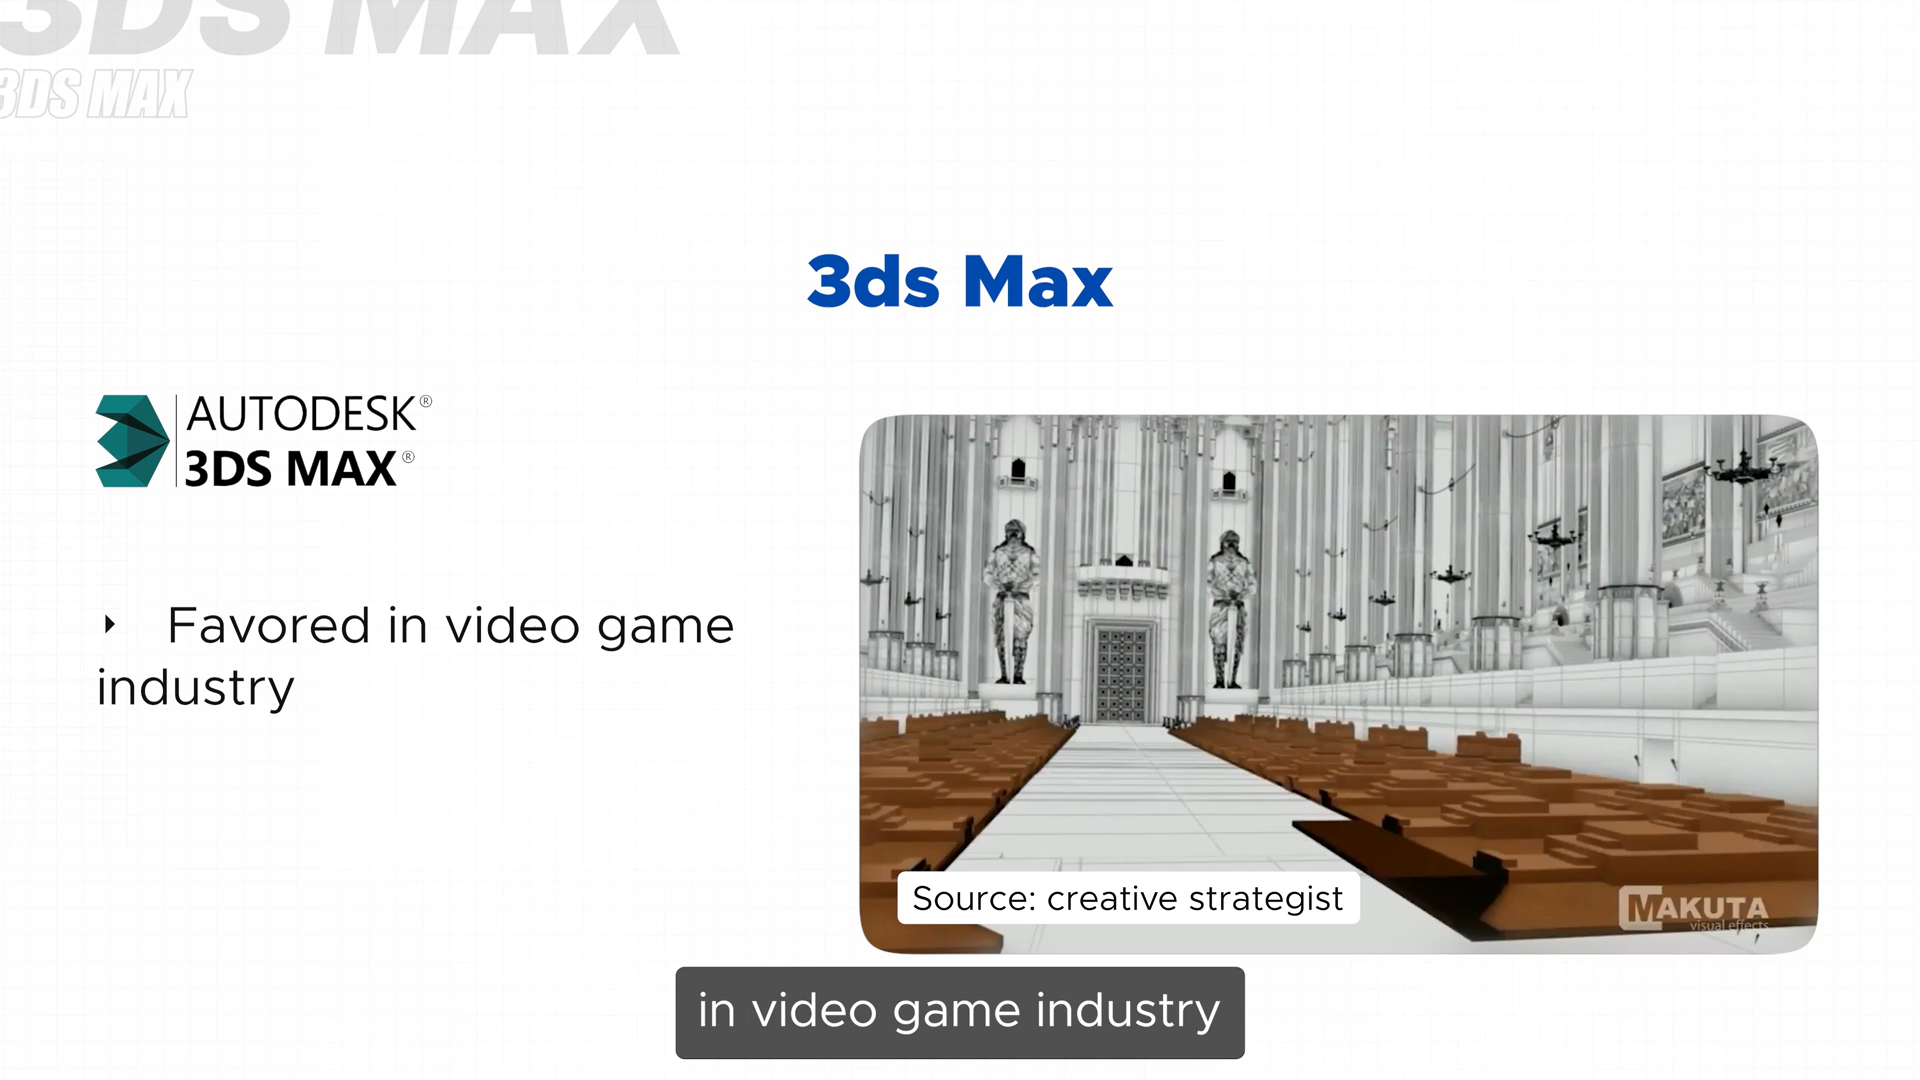 3DS MAX
3DS MAX
3ds Max
AUTODESK®
3DS MAX®
‣ Favored in video game
industry
Source: creative strategist
MAKUTA
visual effects
in video game industry